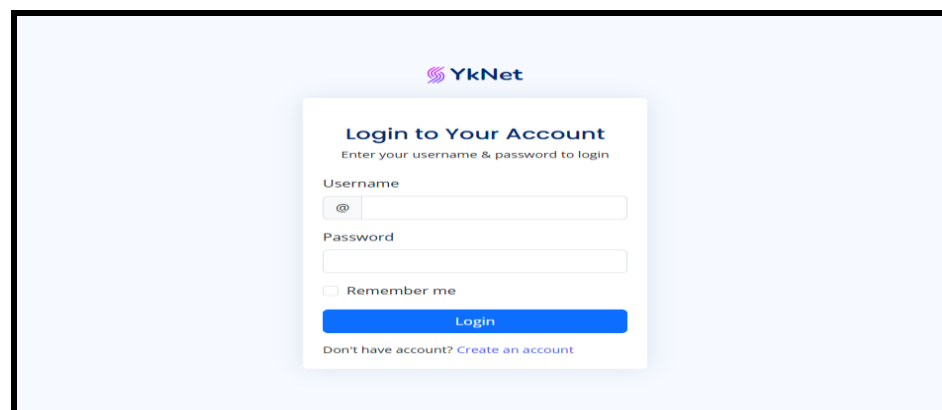 YkNet
Login to Your Account
Enter your username & password to login
Username
@
Password
Remember me
Login
Don't have account? Create an account